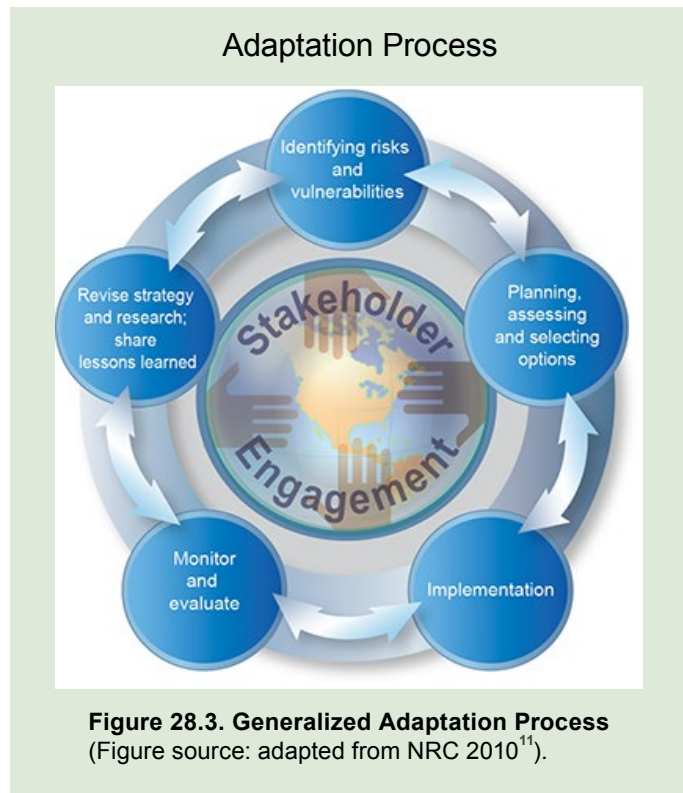 Adaptation Process
Identifying risks
and
vulnerabilities
Planning,
assessing
and selecting
options
Implementation
Monitor
and
evaluate
Revise strategy
and research;
share
lessons learned
Stakeholder
Engagement
Figure 28.3. Generalized Adaptation Process
(Figure source: adapted from NRC 2010¹¹).